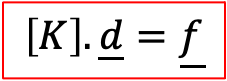 [K]. d = f